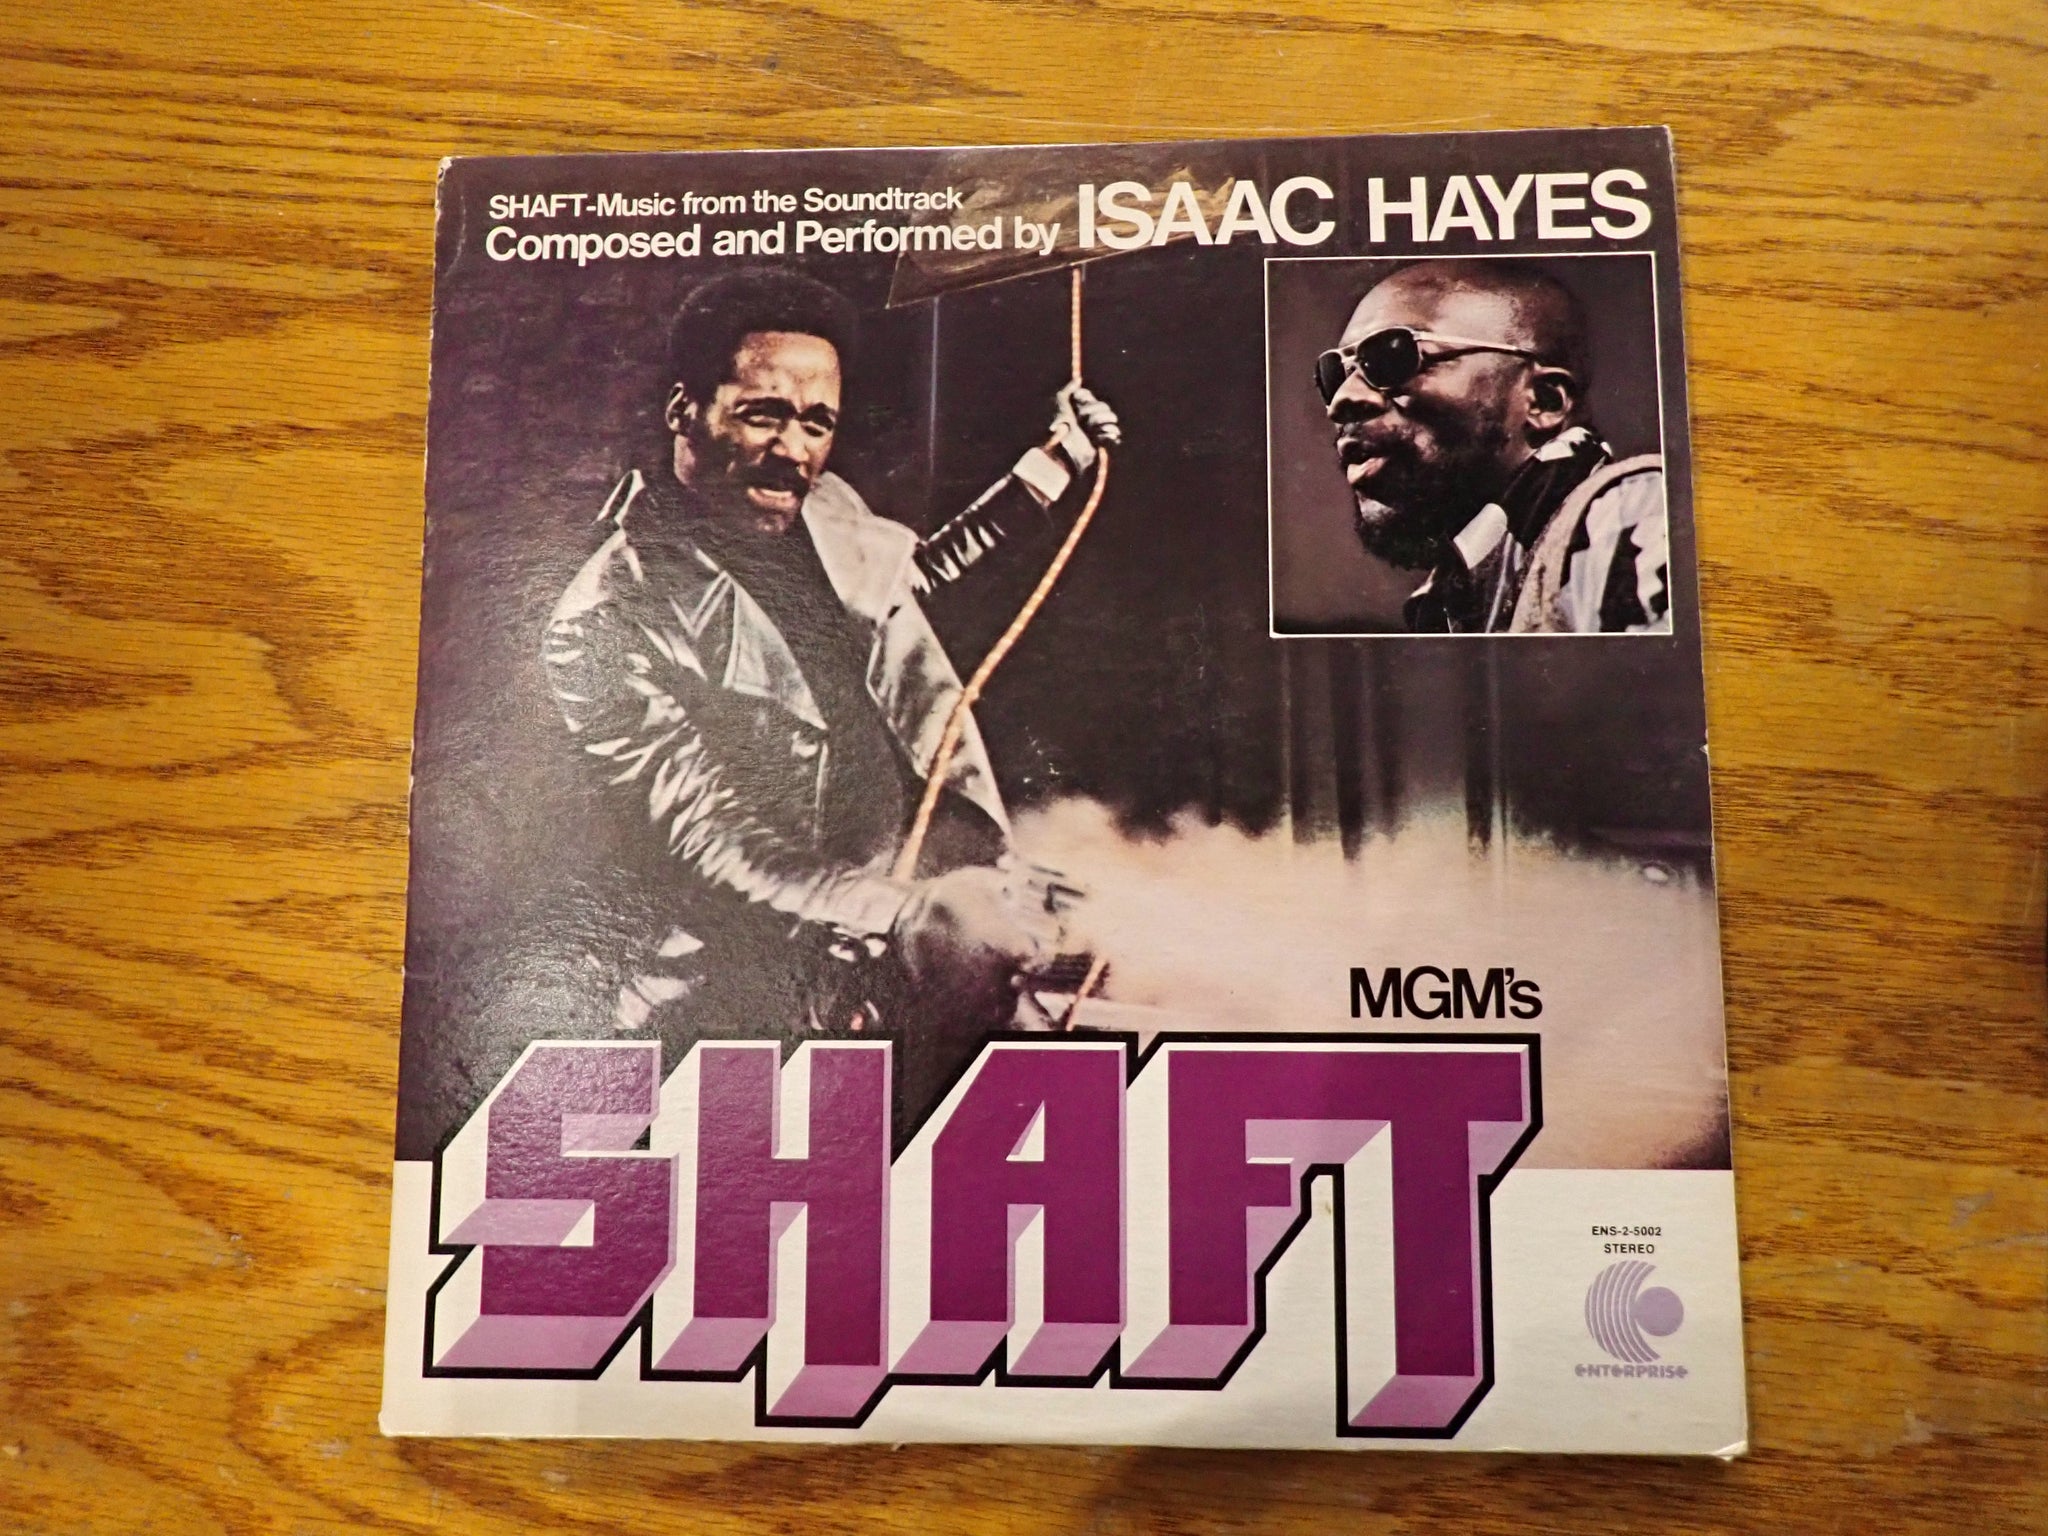 SHAFT-Music from the Soundtrack
Composed and Performed by ISAAC HAYES
MGM's
SHAFT
ENS-2-5002
STEREO
ENTERPRISE